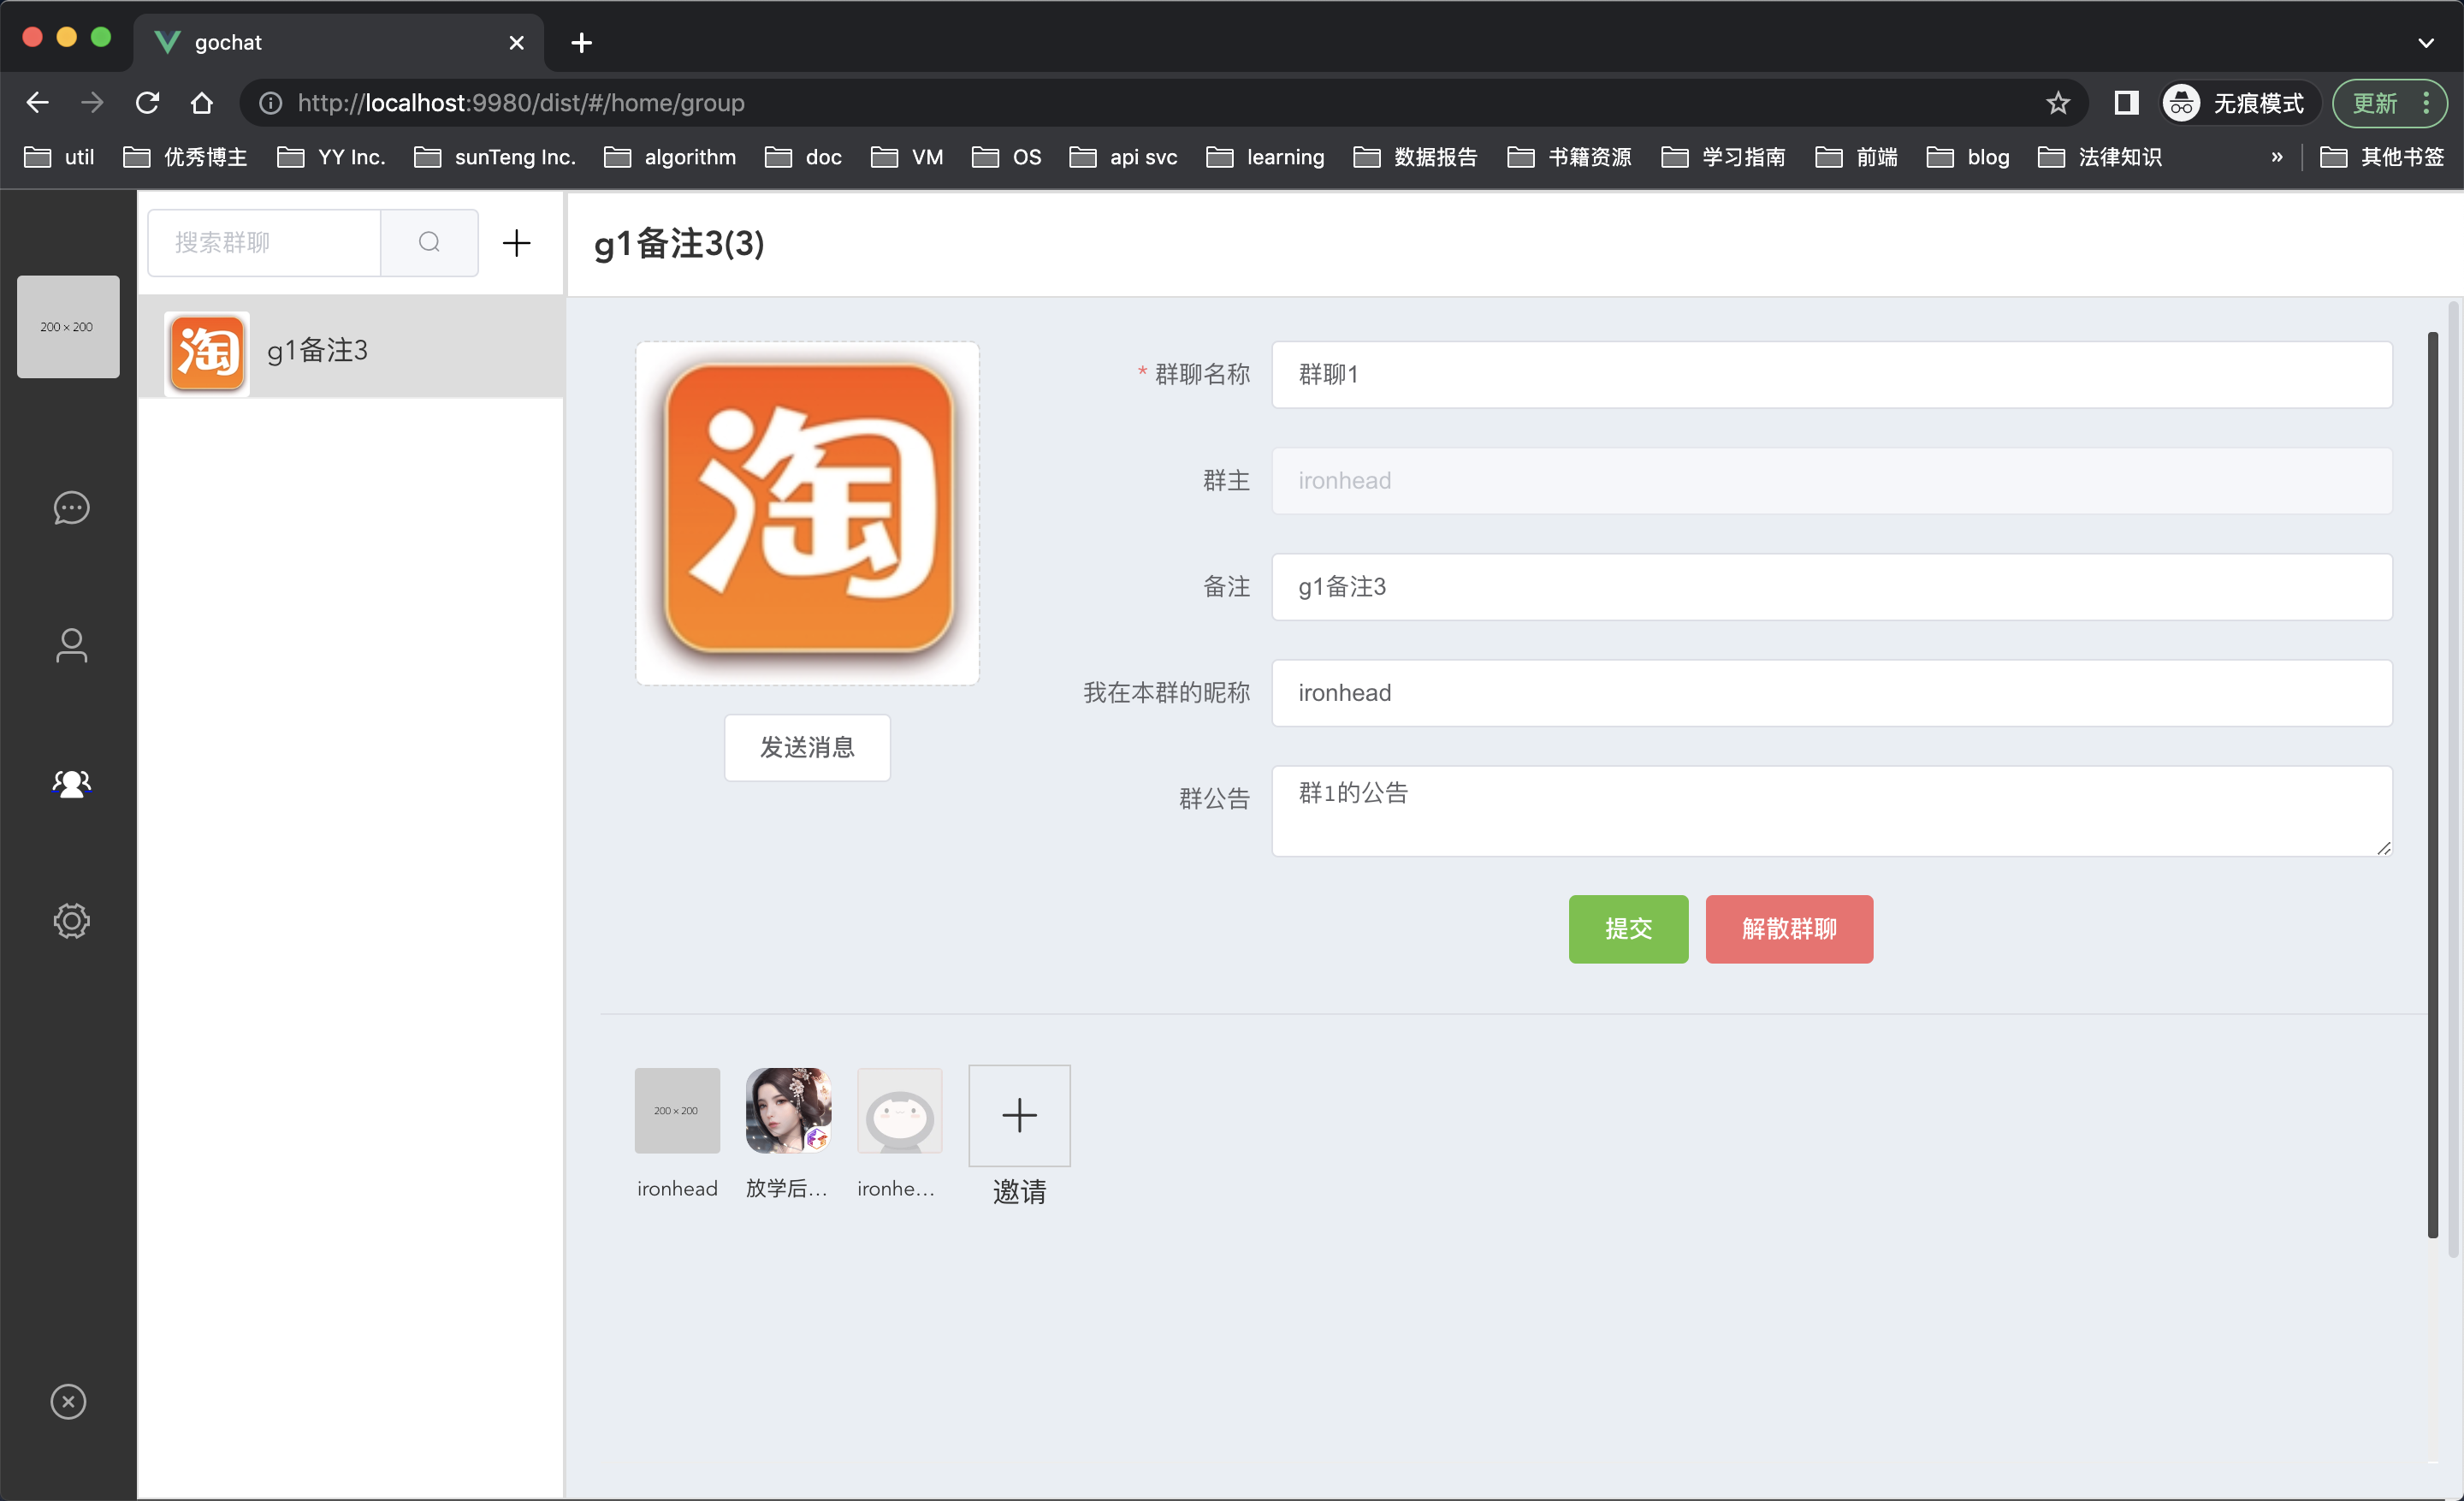 gochat
http://localhost:9980/dist/#/home/group
无痕模式
更新
util 优秀博主 YY Inc. sunTeng Inc. algorithm doc VM OS api svc learning 数据报告 书籍资源 学习指南 前端 blog 法律知识 » 其他书签
搜索群聊
g1备注3(3)
200 × 200
淘
g1备注3
淘
* 群聊名称 群聊1
群主 ironhead
备注 g1备注3
我在本群的昵称 ironhead
发送消息
群公告 群1的公告
提交 解散群聊
200 × 200
ironhead 放学后... ironhe... 邀请